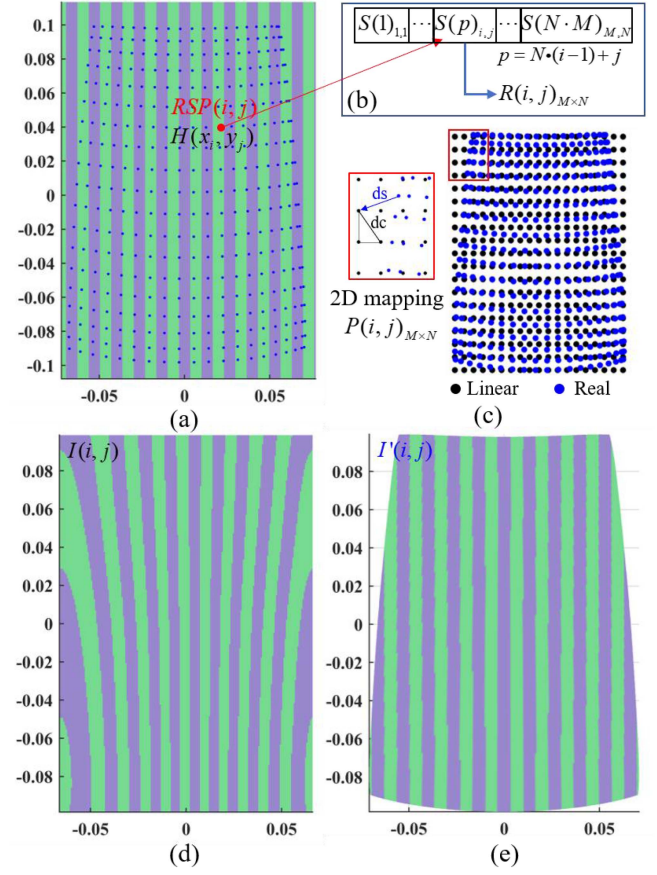 0.1
0.08
0.06
0.04
0.02
0
-0.02
-0.04
-0.06
-0.08
-0.1
-0.05 0 0.05
RSP(i, j)
H(x_i, y_j)
(a)
S(1)_{1,1} ··· S(p)_{i,j} ··· S(N·M)_{M,N}
p = N•(i−1)+ j
(b)
R(i, j)_{M×N}
ds
dc
2D mapping
P(i, j)_{M×N}
Linear Real
(c)
I(i, j)
0.08
0.06
0.04
0.02
0
-0.02
-0.04
-0.06
-0.08
-0.05 0 0.05
(d)
I'(i, j)
0.08
0.06
0.04
0.02
0
-0.02
-0.04
-0.06
-0.08
-0.05 0 0.05
(e)